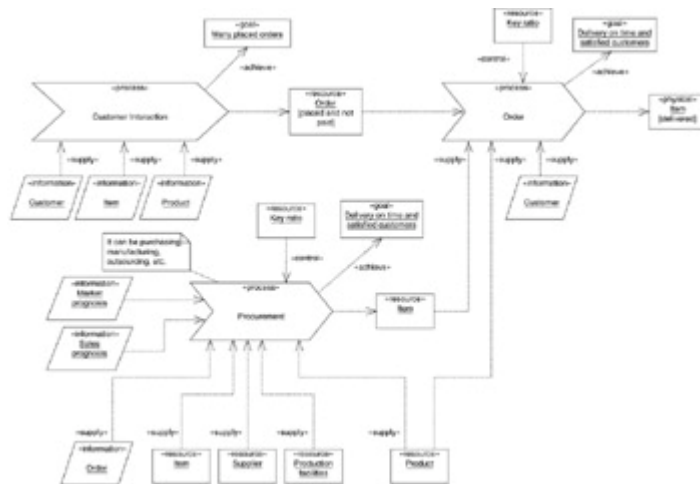 «goal»
Many placed orders
«achieve»
«process»
Customer Interaction
«resource»
Order
[placed and not
paid]
«resource»
Key ratio
«control»
«goal»
Delivery on time and
satisfied customers
«achieve»
«process»
Order
«physical»
Item
[delivered]
«supply»
«supply»
«supply»
«information»
Customer
«information»
Item
«information»
Product
«supply»
«supply»
«supply»
«information»
Customer
«resource»
Key ratio
«control»
«goal»
Delivery on time and
satisfied customers
«achieve»
It can be purchasing,
manufacturing,
outsourcing, etc.
«process»
Procurement
«resource»
Item
«information»
Market
prognosis
«information»
Sales
prognosis
«supply»
«supply»
«supply»
«supply»
«supply»
«information»
Order
«resource»
Item
«resource»
Supplier
«resource»
Production
facilities
«resource»
Product